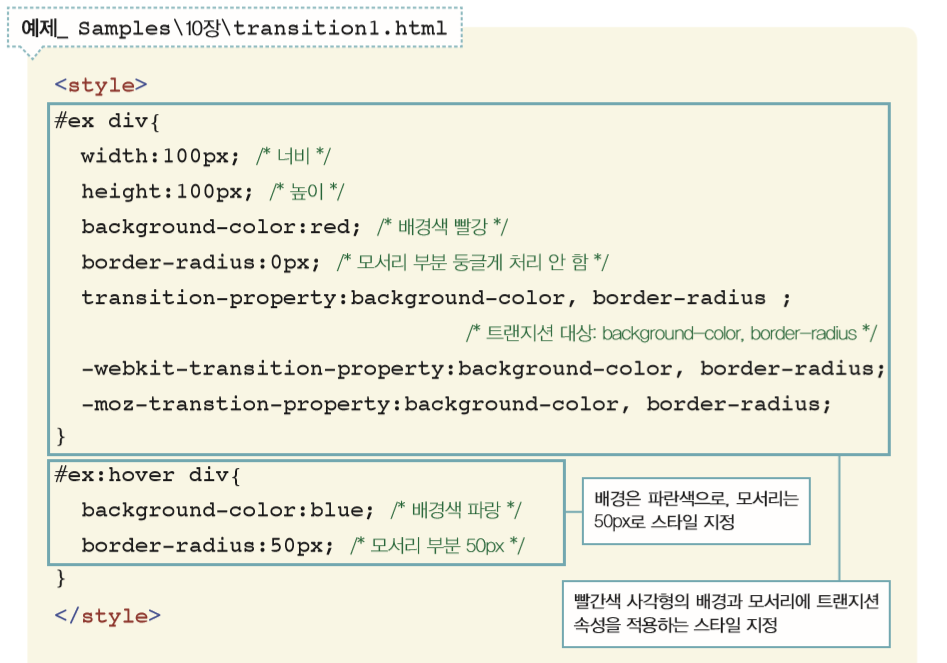 예제_ Samples\10장\transition1.html
<style>
#ex div{
width:100px; /* 너비 */
height:100px; /* 높이 */
background-color:red; /* 배경색 빨강 */
border-radius:0px; /* 모서리 부분 둥글게 처리 안 함 */
transition-property:background-color, border-radius ;
/* 트랜지션 대상: background-color, border-radius */
-webkit-transition-property:background-color, border-radius;
-moz-transtion-property:background-color, border-radius;
}
#ex:hover div{
background-color:blue; /* 배경색 파랑 */
border-radius:50px; /* 모서리 부분 50px */
}
</style>
배경은 파란색으로, 모서리는
50px로 스타일 지정
빨간색 사각형의 배경과 모서리에 트랜지션
속성을 적용하는 스타일 지정